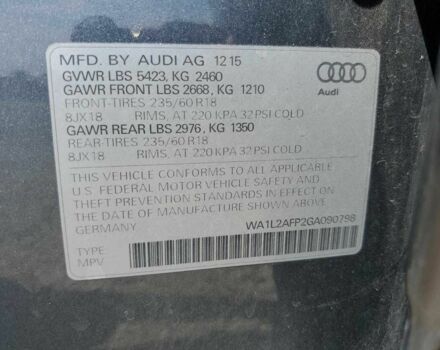 MFD. BY AUDI AG 12 15
GVWR LBS 5423, KG 2460
GAWR FRONT LBS 2668, KG 1210
FRONT-TIRES 235/60 R18
8JX18 RIMS, AT 220 KPA 32 PSI COLD
GAWR REAR LBS 2976, KG 1350
REAR-TIRES 235/60 R18
8JX18 RIMS, AT 220 KPA 32 PSI COLD
Audi
THIS VEHICLE CONFORMS TO ALL APPLICABLE
U.S. FEDERAL MOTOR VEHICLE SAFETY AND
THEFT PREVENTION STANDARDS IN EFFECT ON
THE DATE OF MANUFACTURE SHOWN ABOVE
GERMANY
WA1L2AFP2GA090798
TYPE:
MPV